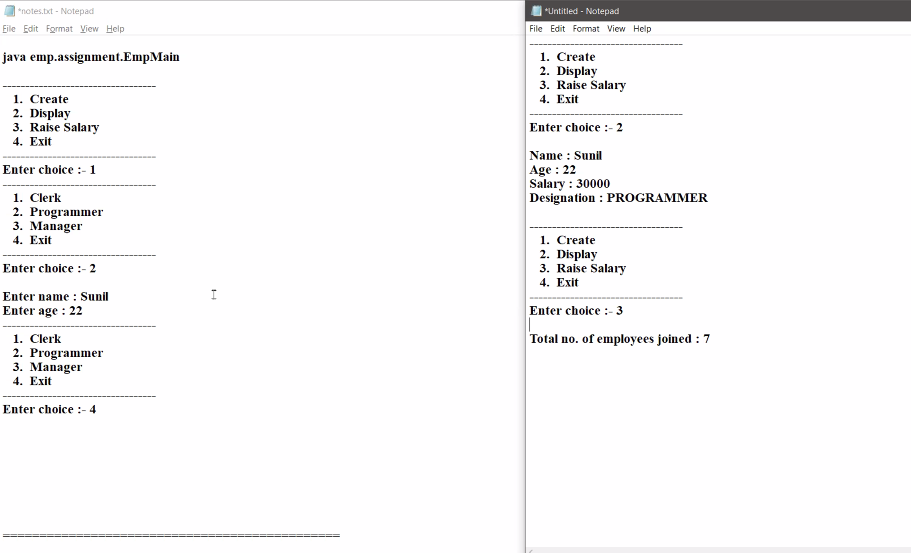 *notes.txt - Notepad
File Edit Format View Help
java emp.assignment.EmpMain
---------------------------------
1. Create
2. Display
3. Raise Salary
4. Exit
---------------------------------
Enter choice :- 1
---------------------------------
1. Clerk
2. Programmer
3. Manager
4. Exit
---------------------------------
Enter choice :- 2
Enter name : Sunil
Enter age : 22
---------------------------------
1. Clerk
2. Programmer
3. Manager
4. Exit
---------------------------------
Enter choice :- 4
==============================================
*Untitled - Notepad
File Edit Format View Help
---------------------------------
1. Create
2. Display
3. Raise Salary
4. Exit
---------------------------------
Enter choice :- 2
Name : Sunil
Age : 22
Salary : 30000
Designation : PROGRAMMER
---------------------------------
1. Create
2. Display
3. Raise Salary
4. Exit
---------------------------------
Enter choice :- 3
Total no. of employees joined : 7